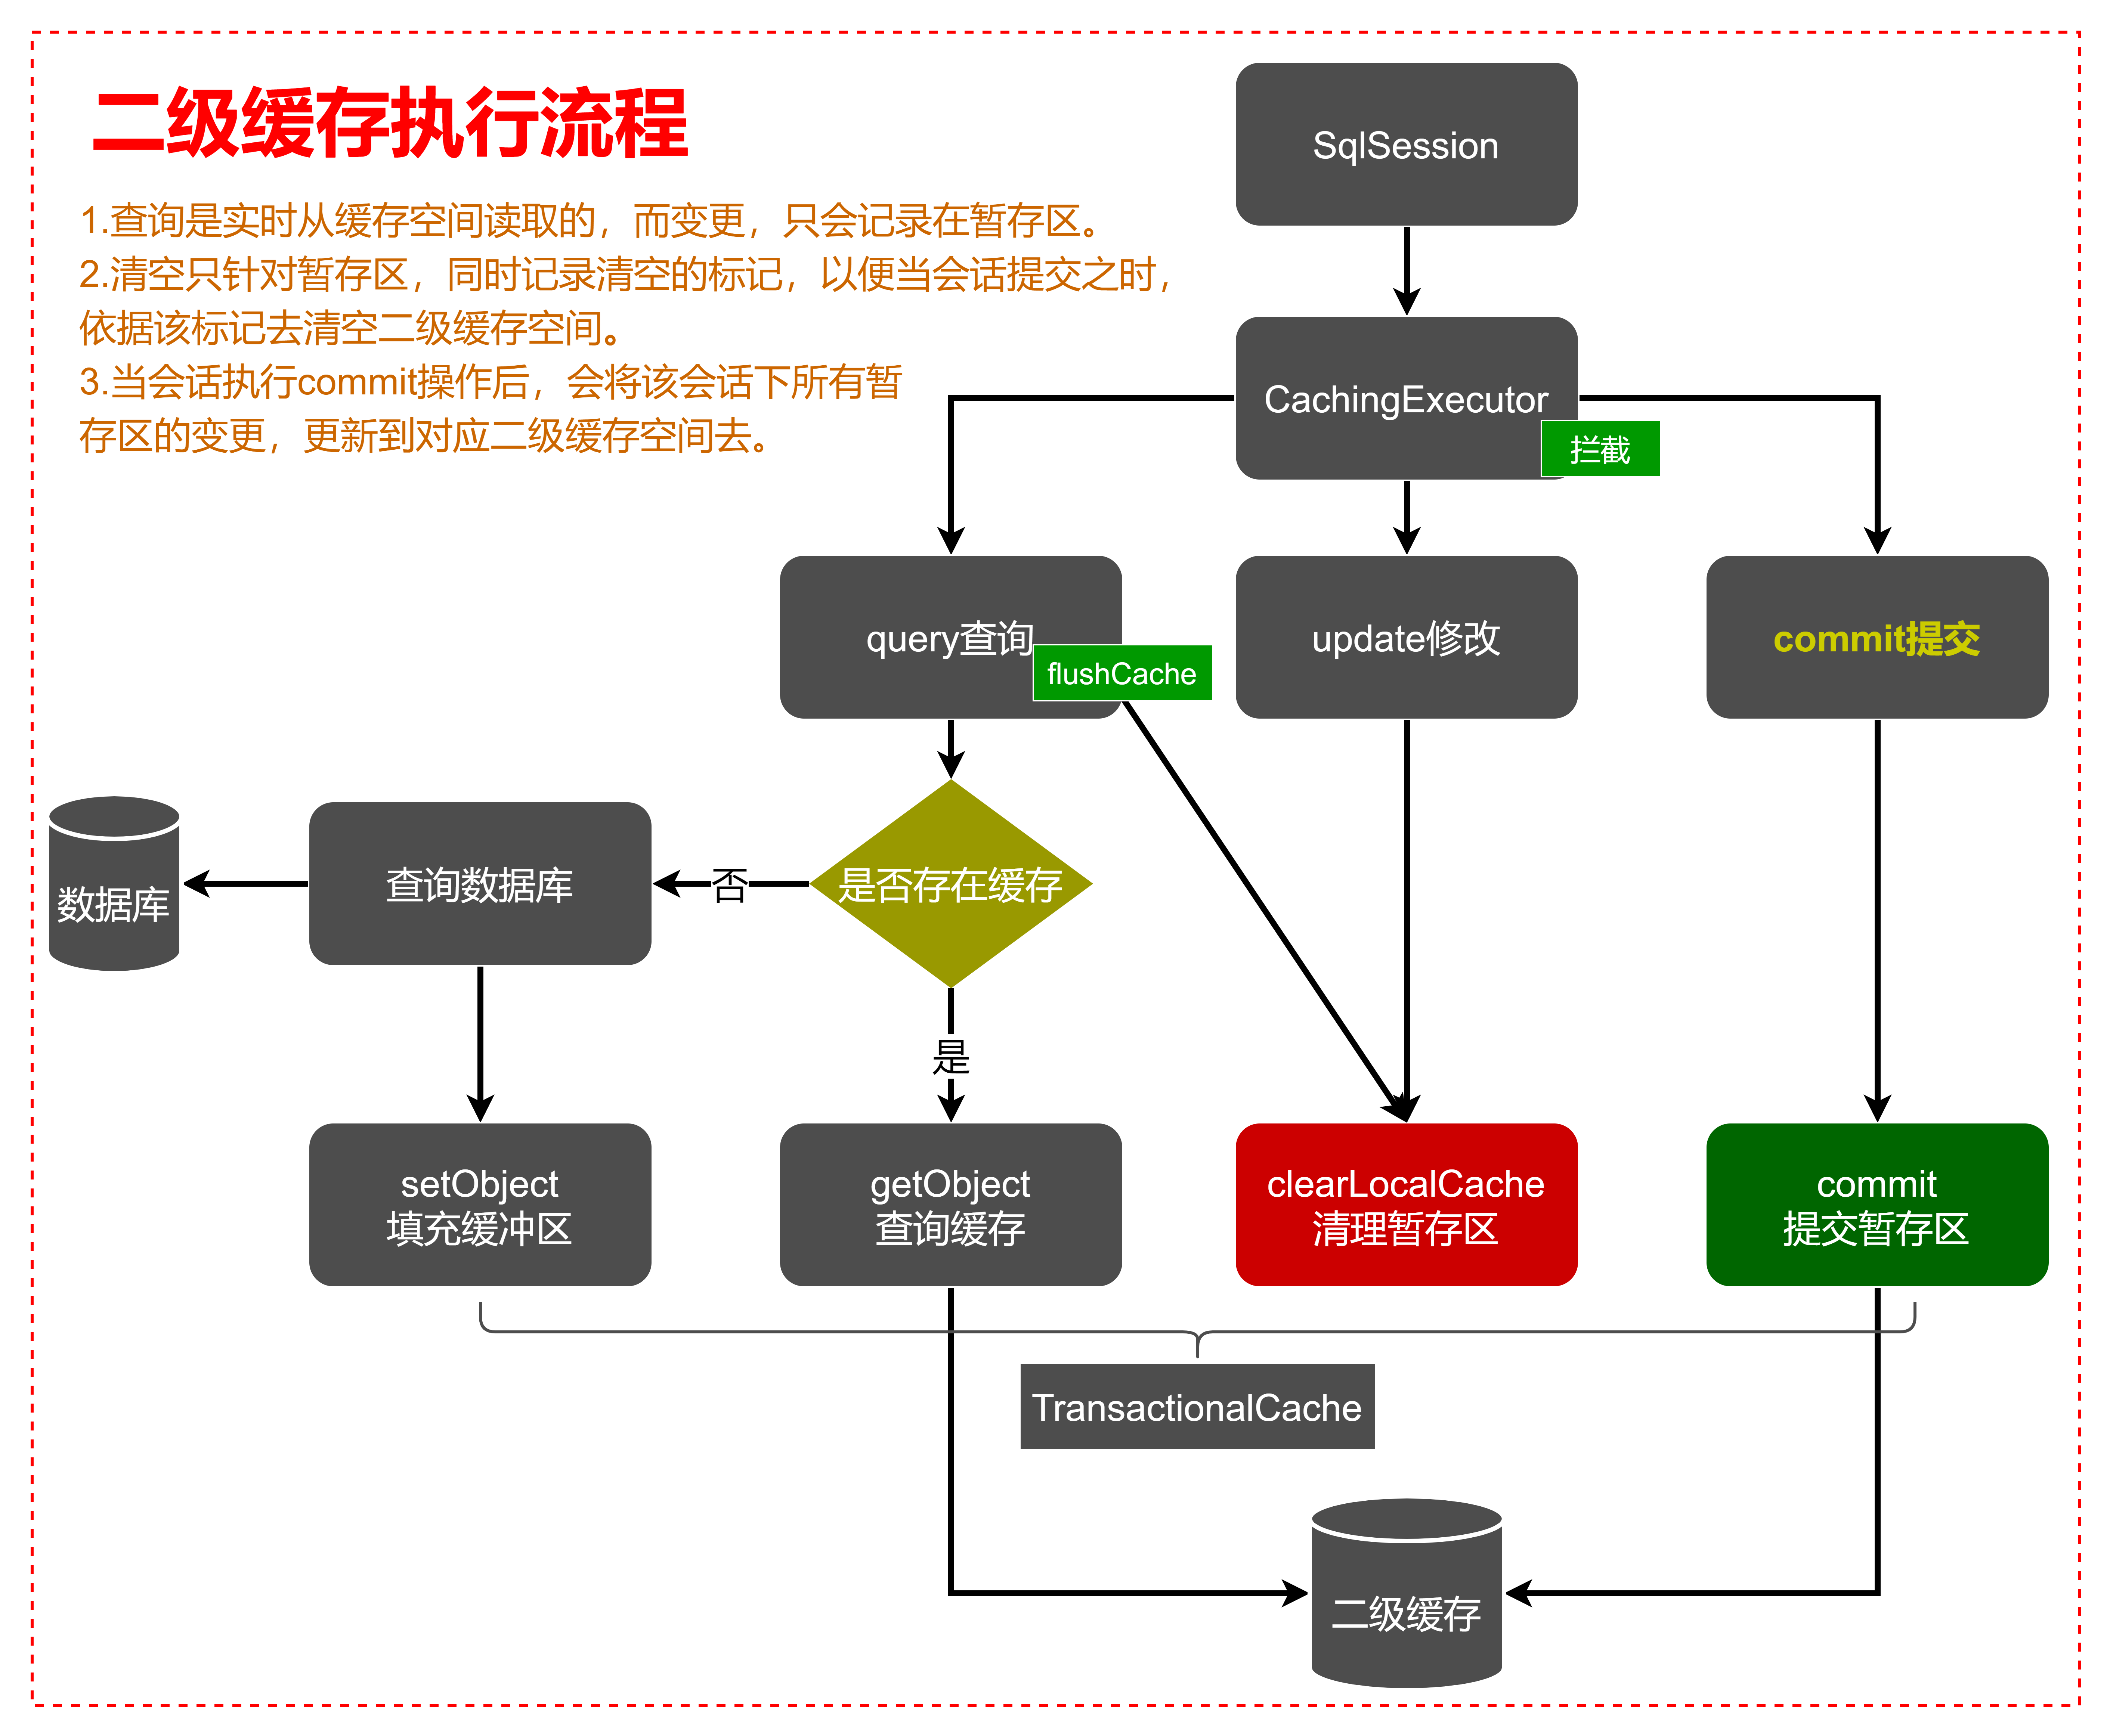 二级缓存执行流程
1.查询是实时从缓存空间读取的，而变更，只会记录在暂存区。
2.清空只针对暂存区，同时记录清空的标记，以便当会话提交之时，
依据该标记去清空二级缓存空间。
3.当会话执行commit操作后，会将该会话下所有暂
存区的变更，更新到对应二级缓存空间去。
SqlSession
CachingExecutor
拦截
query查询
flushCache
update修改
commit提交
数据库
查询数据库
否
是否存在缓存
是
setObject
填充缓冲区
getObject
查询缓存
clearLocalCache
清理暂存区
commit
提交暂存区
TransactionalCache
二级缓存